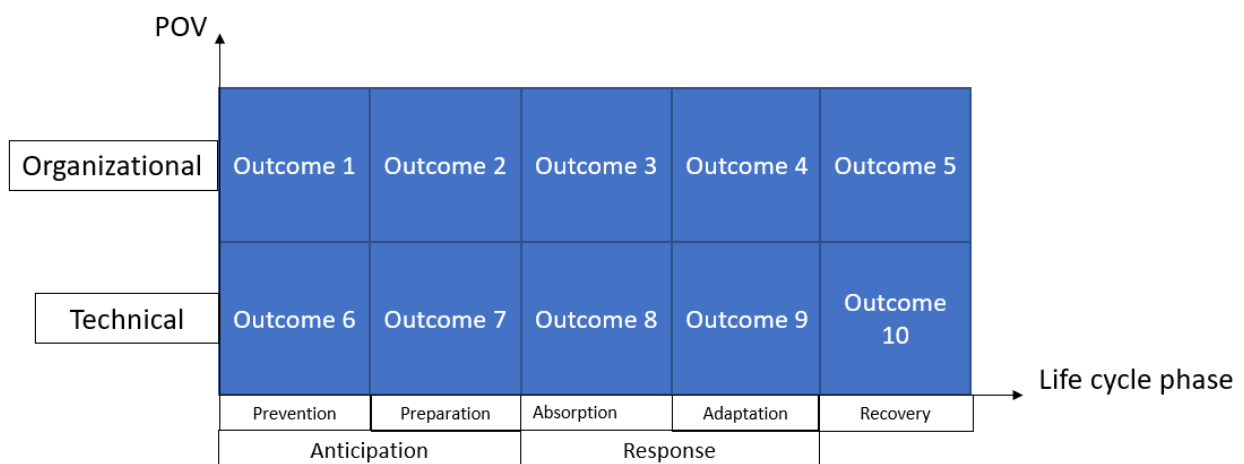 POV
Organizational
Outcome 1
Outcome 2
Outcome 3
Outcome 4
Outcome 5
Technical
Outcome 6
Outcome 7
Outcome 8
Outcome 9
Outcome
10
Life cycle phase
Prevention
Preparation
Absorption
Adaptation
Recovery
Anticipation
Response